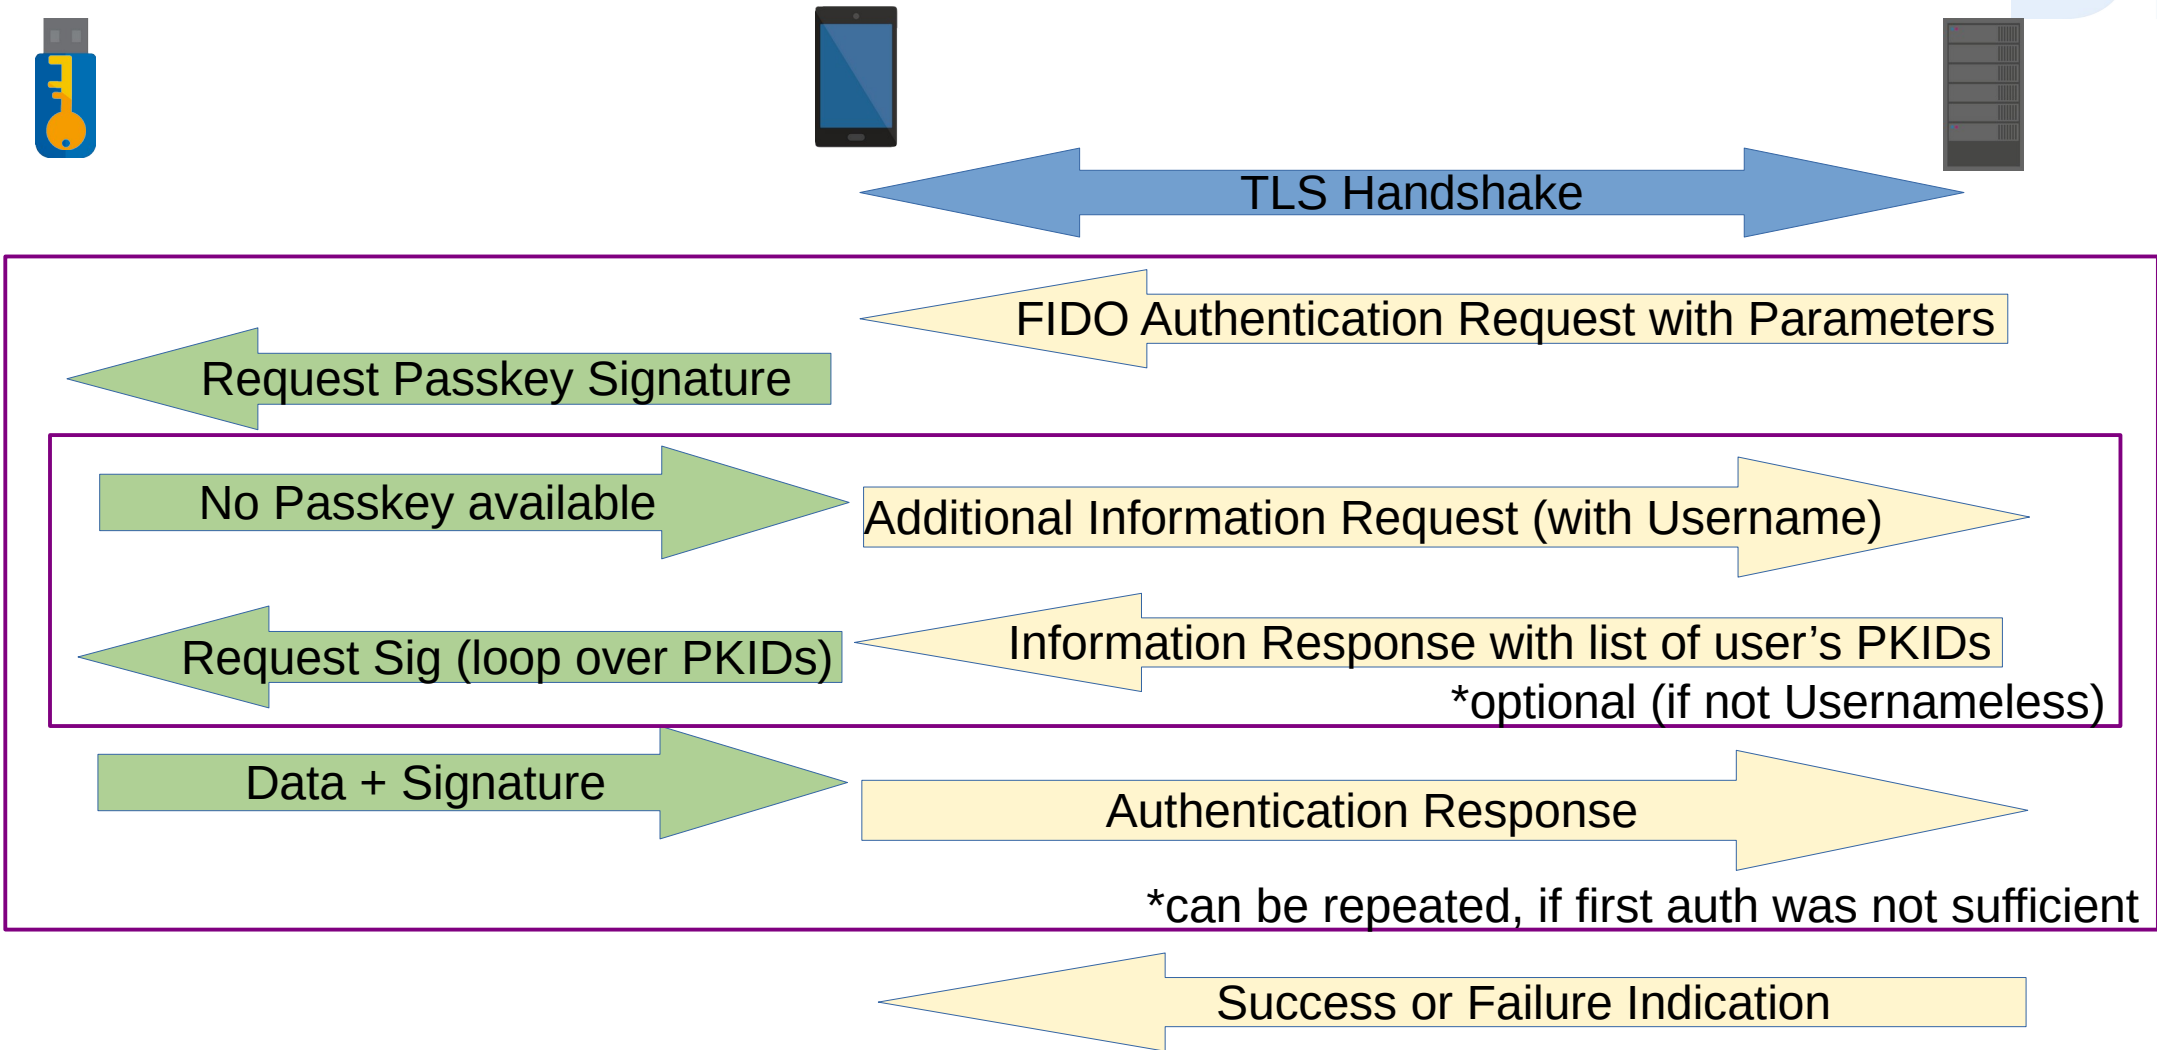 TLS Handshake
FIDO Authentication Request with Parameters
Request Passkey Signature
No Passkey available
Additional Information Request (with Username)
Information Response with list of user’s PKIDs
Request Sig (loop over PKIDs)
*optional (if not Usernameless)
Data + Signature
Authentication Response
*can be repeated, if first auth was not sufficient
Success or Failure Indication